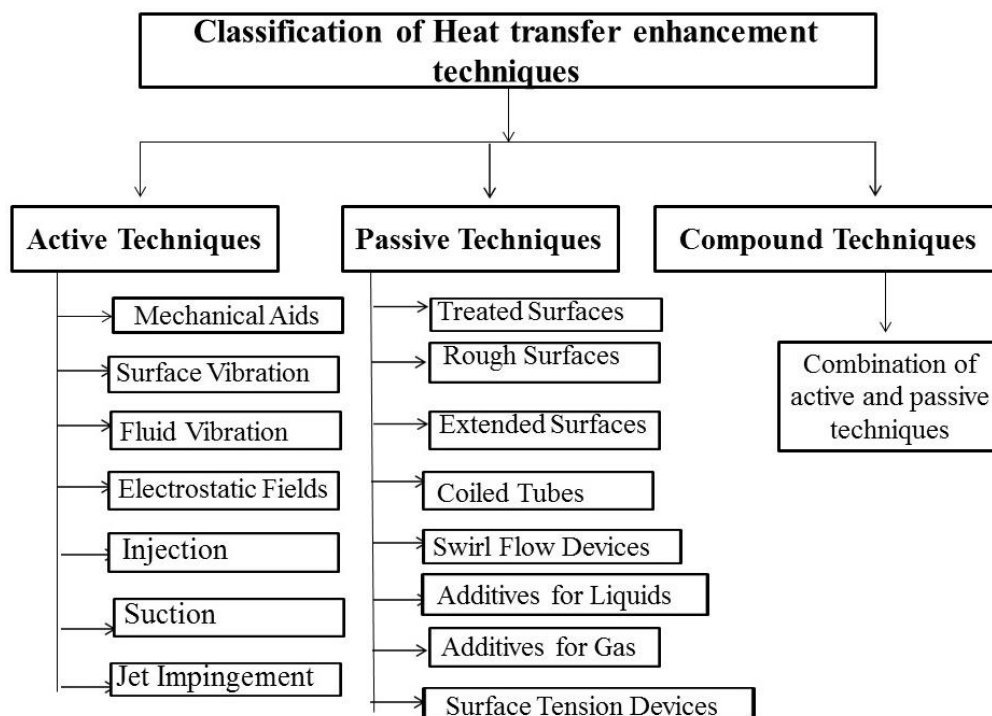 Classification of Heat transfer enhancement
techniques
Active Techniques
Mechanical Aids
Surface Vibration
Fluid Vibration
Electrostatic Fields
Injection
Suction
Jet Impingement
Passive Techniques
Treated Surfaces
Rough Surfaces
Extended Surfaces
Coiled Tubes
Swirl Flow Devices
Additives for Liquids
Additives for Gas
Surface Tension Devices
Compound Techniques
Combination of
active and passive
techniques